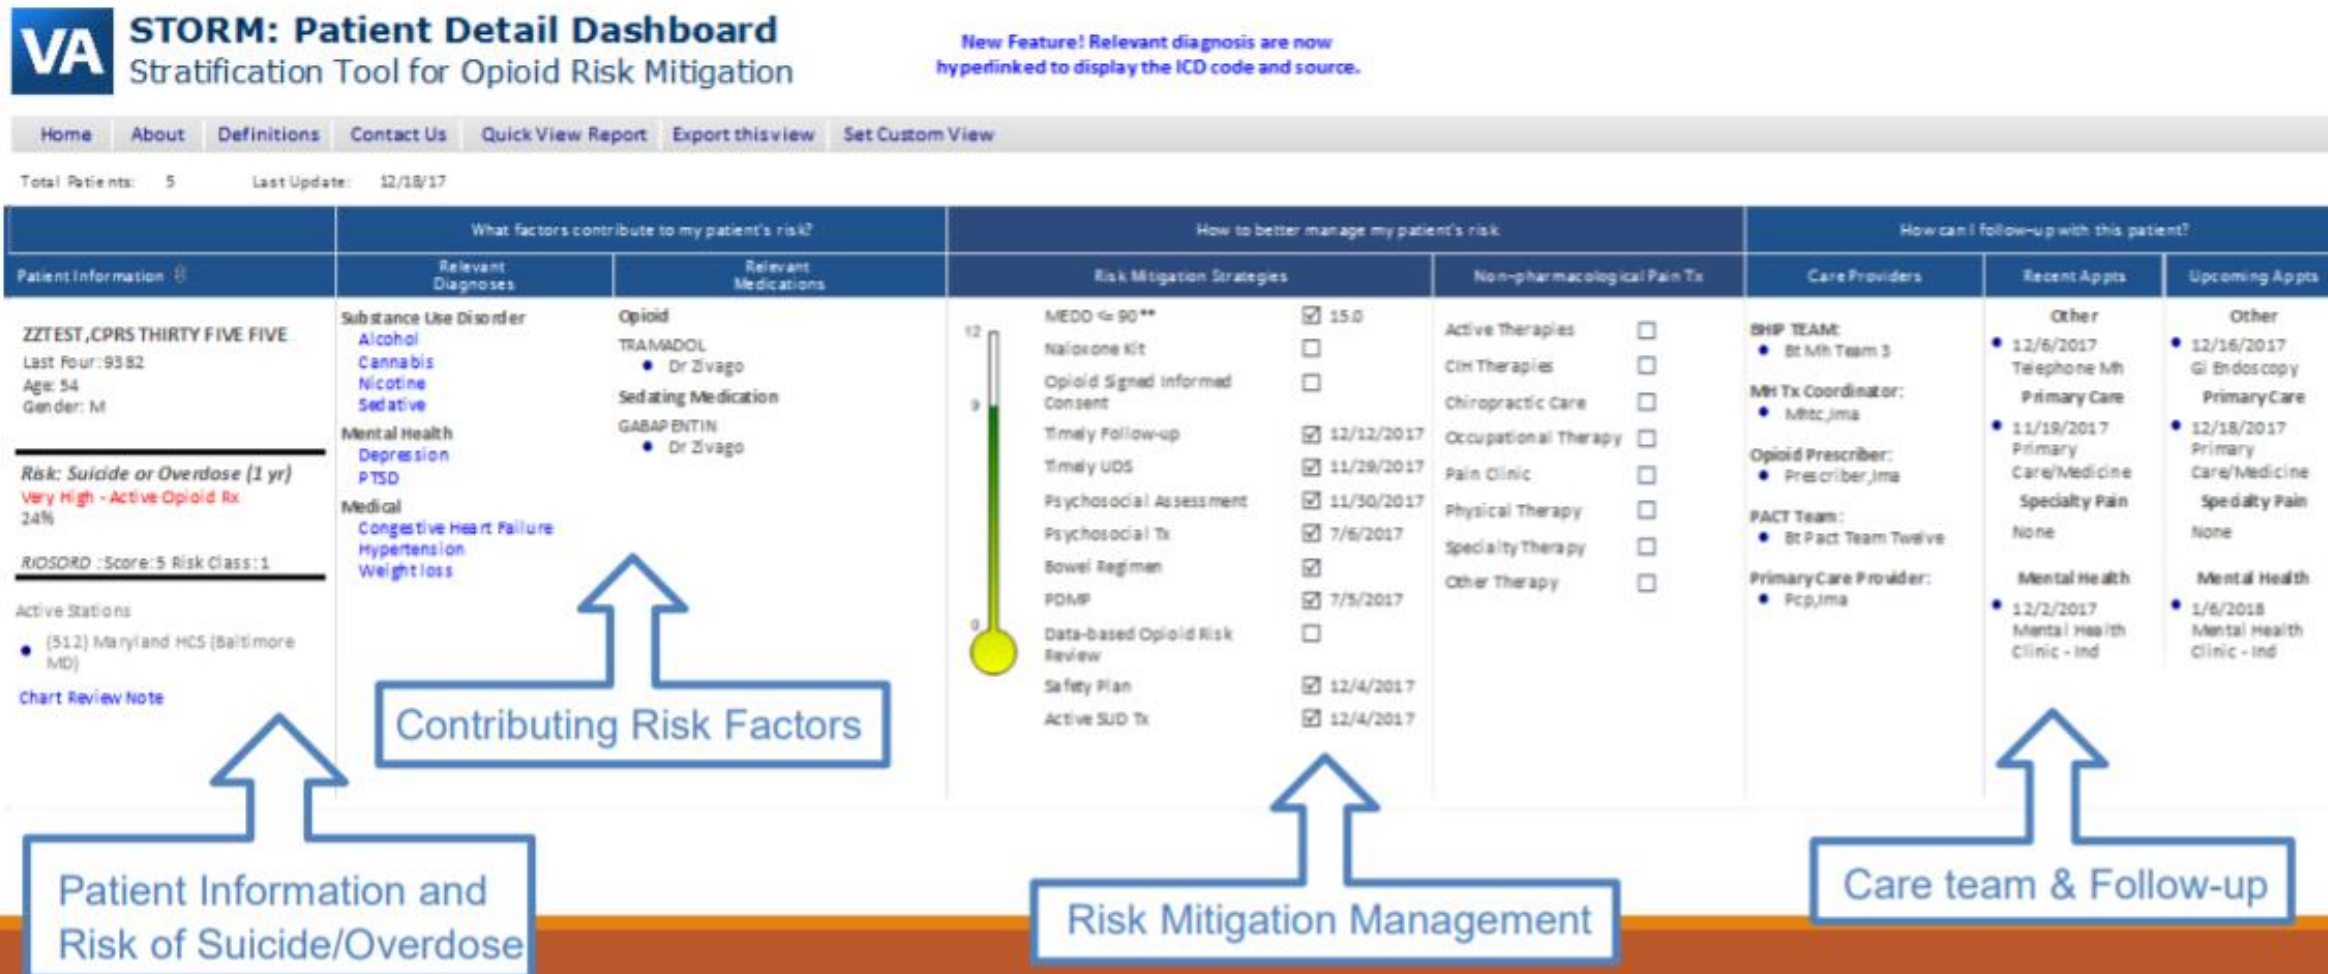 VA
STORM: Patient Detail Dashboard
Stratification Tool for Opioid Risk Mitigation
New Feature! Relevant diagnosis are now
hyperlinked to display the ICD code and source.
Home About Definitions Contact Us Quick View Report Export this view Set Custom View
Total Patients: 5 Last Update: 12/18/17
What factors contribute to my patient's risk?
How to better manage my patient's risk
How can I follow-up with this patient?
Patient Information
Relevant
Diagnoses
Relevant
Medications
Risk Mitigation Strategies
Non-pharmacological Pain Tx
Care Providers
Recent Appts
Upcoming Appts
ZZTEST,CPRS THIRTY FIVE FIVE
Last Four: 9382
Age: 54
Gender: M
Risk: Suicide or Overdose (1 yr)
Very High - Active Opioid Rx
24%
RIOSORD :Score: 5 Risk Class: 1
Active Stations
• (512) Maryland HCS (Baltimore
MD)
Chart Review Note
Substance Use Disorder
Alcohol
Cannabis
Nicotine
Sedative
Mental Health
Depression
PTSD
Medical
Congestive Heart Failure
Hypertension
Weight loss
Opioid
TRAMADOL
• Dr Zivago
Sedating Medication
GABAPENTIN
• Dr Zivago
12
9
0
MEDD <= 90** ☑ 15.0
Naloxone Kit ☐
Opioid Signed Informed ☐
Consent
Timely Follow-up ☑ 12/12/2017
Timely UDS ☑ 11/29/2017
Psychosocial Assessment ☑ 11/30/2017
Psychosocial Tx ☑ 7/6/2017
Bowel Regimen ☑
PDMP ☑ 7/5/2017
Data-based Opioid Risk ☐
Review
Safety Plan ☑ 12/4/2017
Active SUD Tx ☑ 12/4/2017
Active Therapies ☐
CIH Therapies ☐
Chiropractic Care ☐
Occupational Therapy ☐
Pain Clinic ☐
Physical Therapy ☐
Specialty Therapy ☐
Other Therapy ☐
BHIP TEAM:
• Bt Mh Team 3
MH Tx Coordinator:
• Mhtc,Ima
Opioid Prescriber:
• Prescriber,Ima
PACT Team:
• Bt Pact Team Twelve
Primary Care Provider:
• Pcp,Ima
Other
• 12/6/2017
Telephone Mh
Primary Care
• 11/19/2017
Primary
Care/Medicine
Specialty Pain
None
Mental Health
• 12/2/2017
Mental Health
Clinic - Ind
Other
• 12/16/2017
Gi Endoscopy
Primary Care
• 12/18/2017
Primary
Care/Medicine
Specialty Pain
None
Mental Health
• 1/6/2018
Mental Health
Clinic - Ind
Contributing Risk Factors
Patient Information and
Risk of Suicide/Overdose
Risk Mitigation Management
Care team & Follow-up